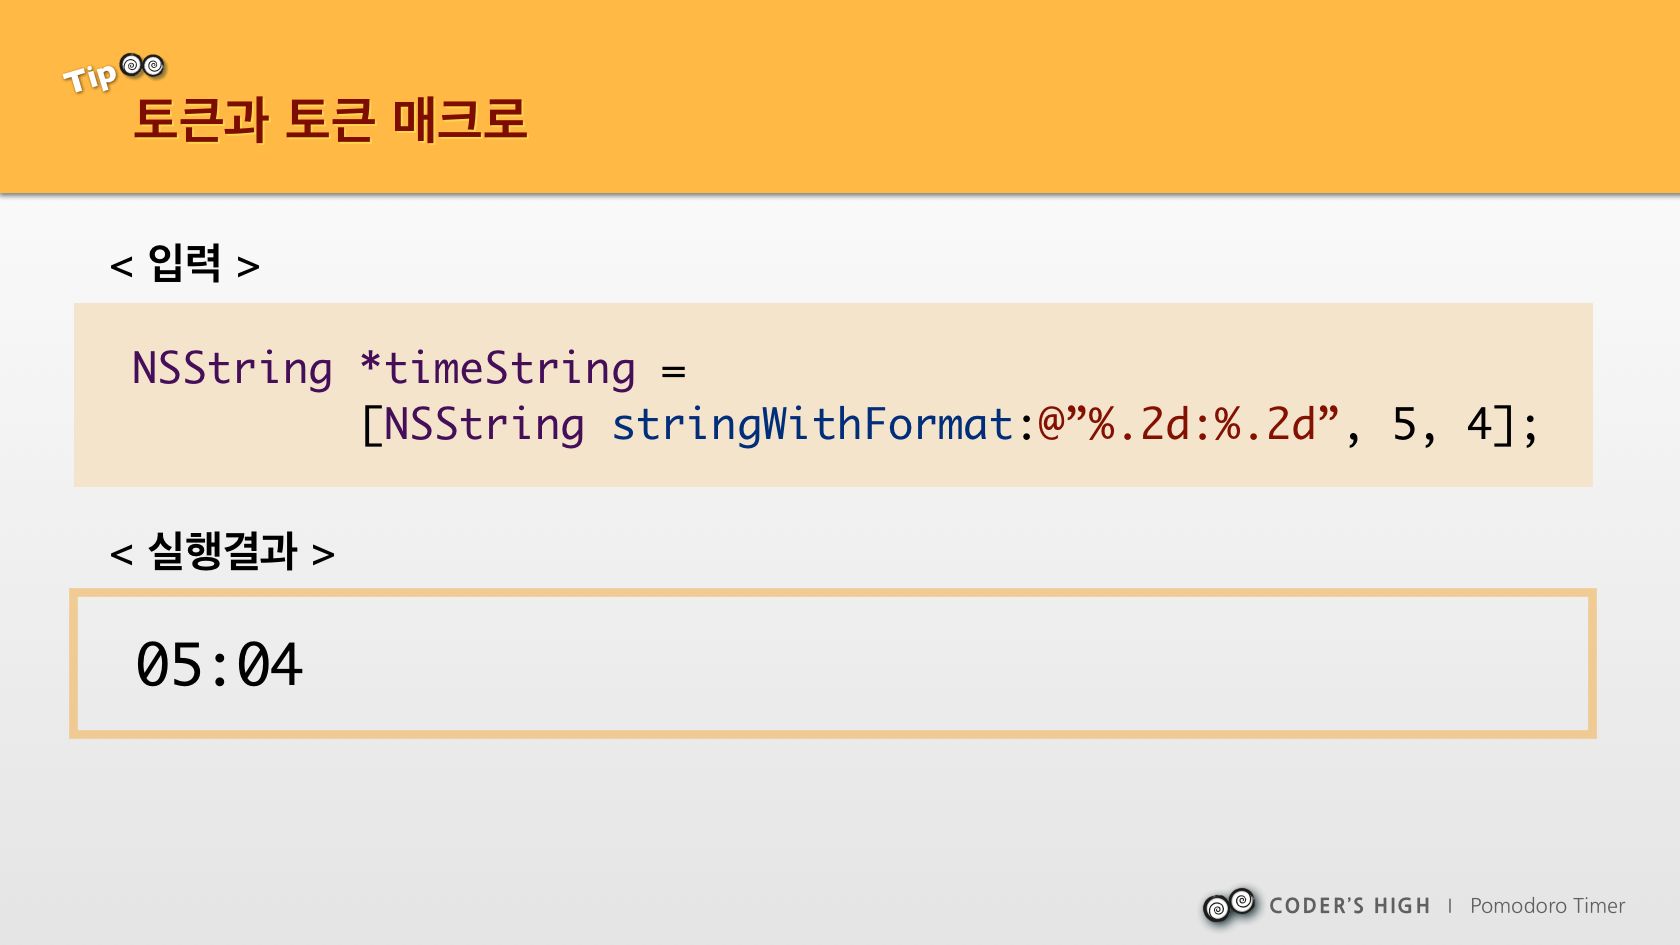 Tip
토큰과 토큰 매크로
< 입력 >
NSString *timeString =
[NSString stringWithFormat:@”%.2d:%.2d”, 5, 4];
< 실행결과 >
05:04
CODER’S HIGH | Pomodoro Timer